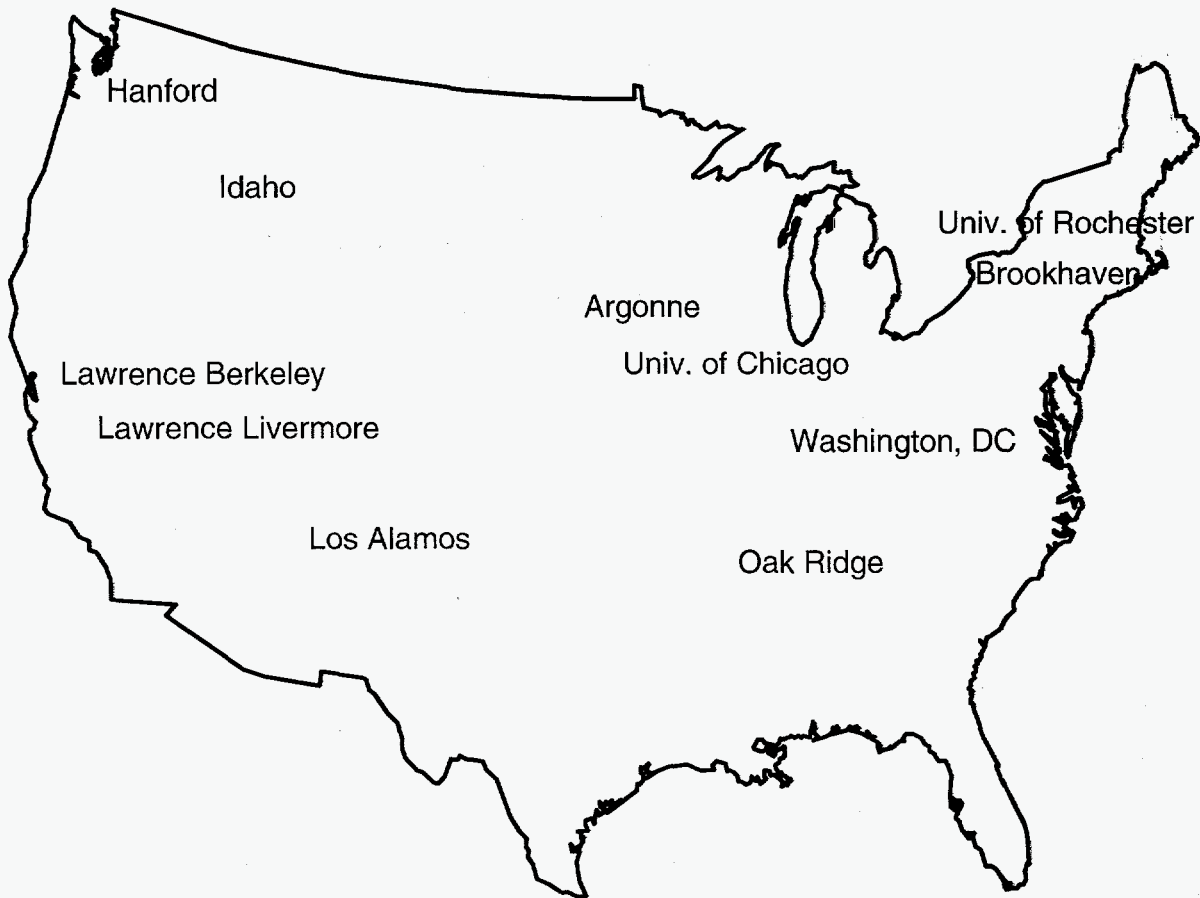 Hanford
Idaho
Univ. of Rochester
Brookhaven
Argonne
Univ. of Chicago
Lawrence Berkeley
Lawrence Livermore
Washington, DC
Los Alamos
Oak Ridge